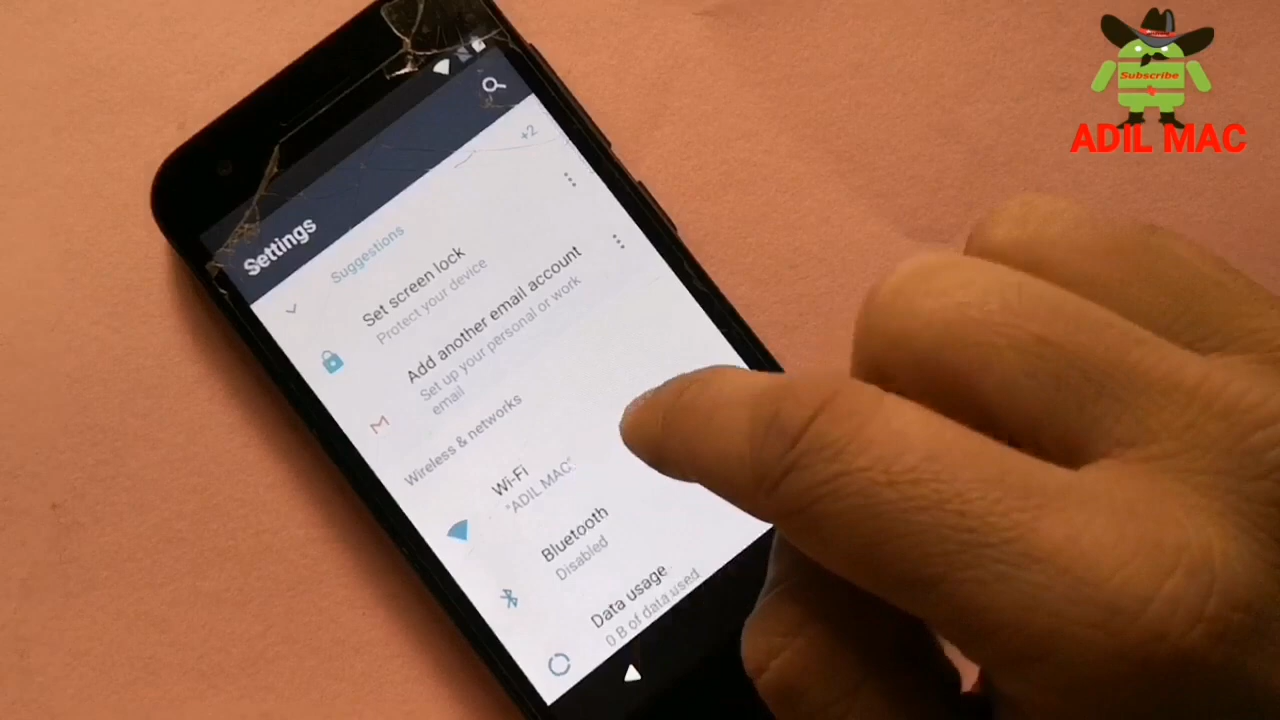 Subscribe
ADIL MAC
Settings
+2
Suggestions
Set screen lock
Protect your device
Add another email account
Set up your personal or work
email
Wireless & networks
Wi-Fi
"ADIL MAC"
Bluetooth
Disabled
Data usage
0 B of data used